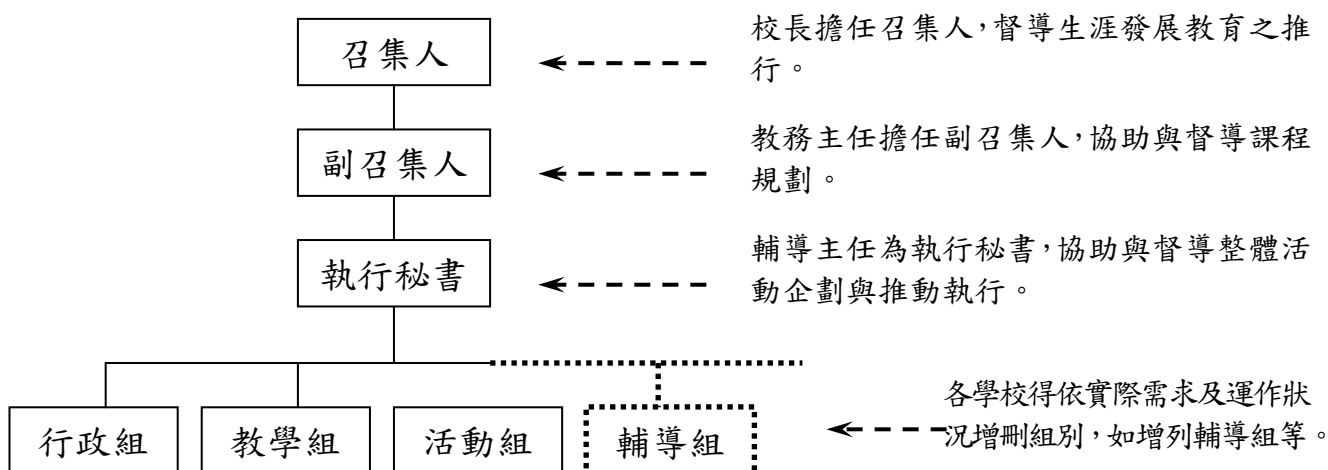 召集人
校長擔任召集人，督導生涯發展教育之推
行。
副召集人
教務主任擔任副召集人，協助與督導課程
規劃。
執行秘書
輔導主任為執行秘書，協助與督導整體活
動企劃與推動執行。
行政組
教學組
活動組
輔導組
各學校得依實際需求及運作狀
況增刪組別，如增列輔導組等。